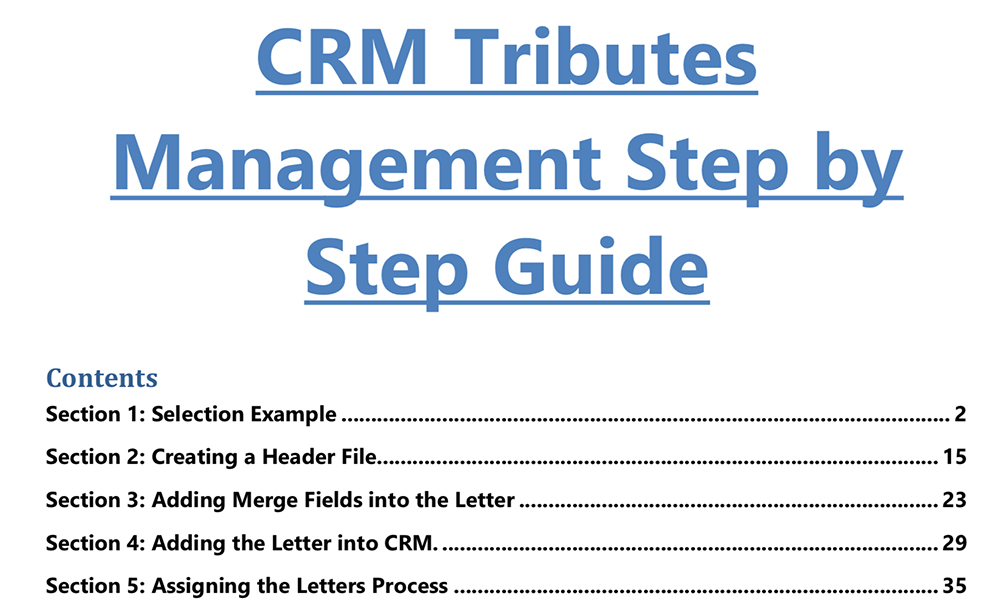 CRM Tributes
Management Step by
Step Guide
Contents
Section 1: Selection Example ........................................................................................................ 2
Section 2: Creating a Header File................................................................................................ 15
Section 3: Adding Merge Fields into the Letter ........................................................................ 23
Section 4: Adding the Letter into CRM. ..................................................................................... 29
Section 5: Assigning the Letters Process ................................................................................... 35